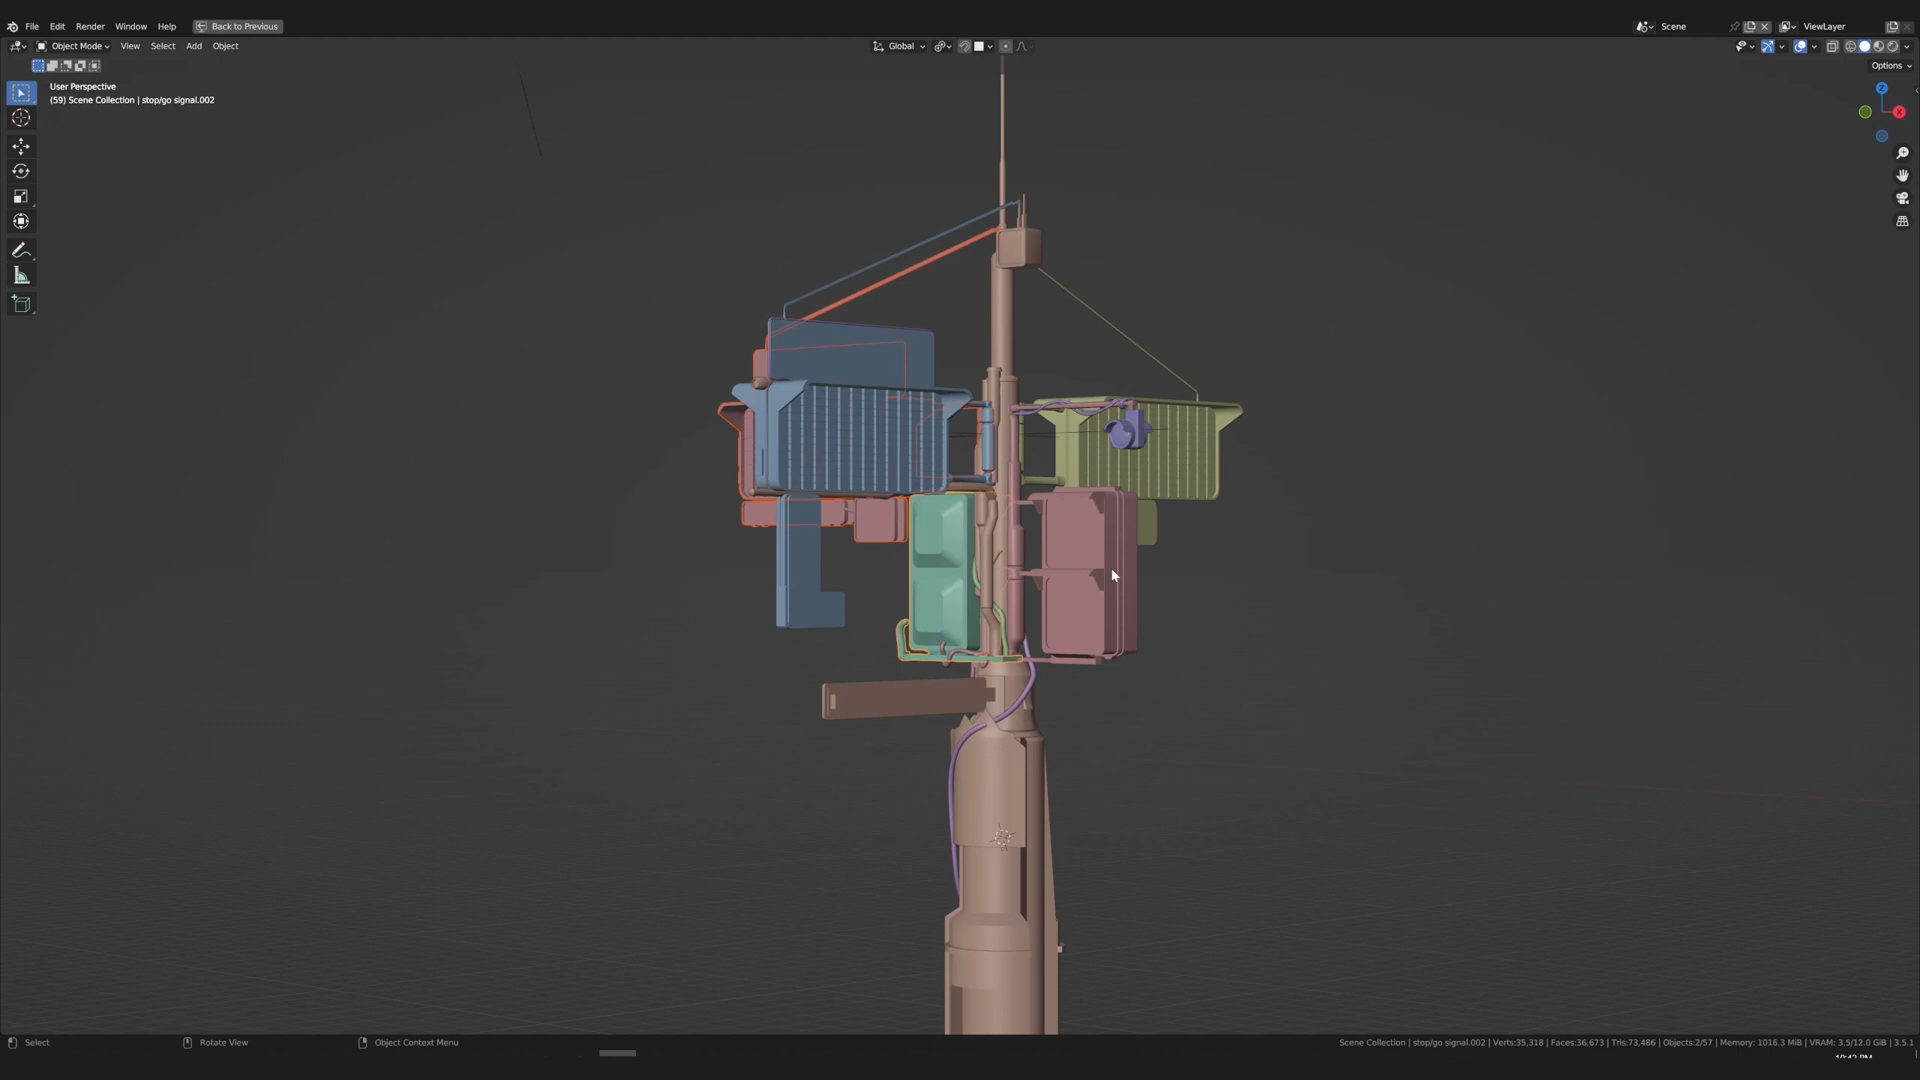 File Edit Render Window Help Back to Previous Scene ViewLayer
Object Mode View Select Add Object Global
Options
User Perspective
(59) Scene Collection | stop/go signal.002
Z
X
Select Rotate View Object Context Menu Scene Collection | stop/go signal.002 | Verts:35,318 | Faces:36,673 | Tris:73,486 | Objects:2/57 | Memory: 1016.3 MiB | VRAM: 3.5/12.0 GiB | 3.5.1